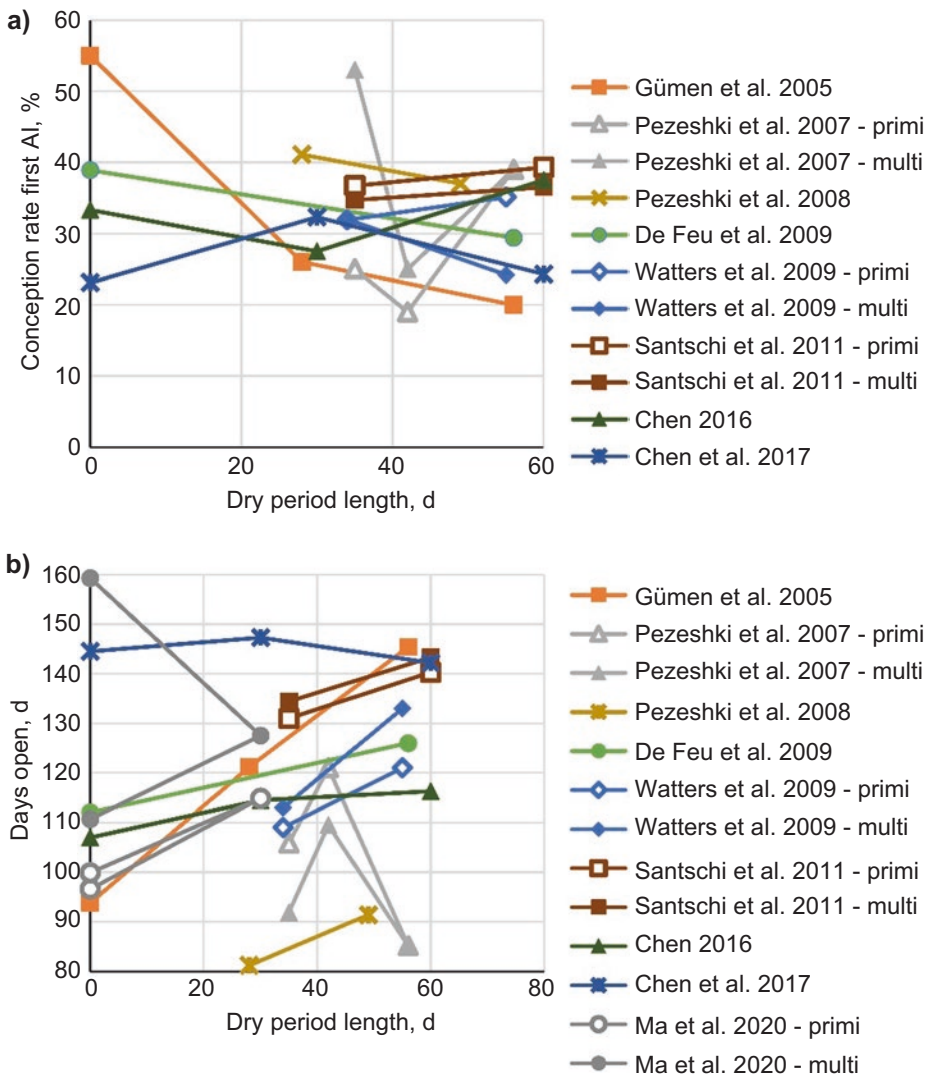 a)
Conception rate first AI, %
60
50
40
30
20
10
0
0 20 40 60
Dry period length, d
Gümen et al. 2005
Pezeshki et al. 2007 - primi
Pezeshki et al. 2007 - multi
Pezeshki et al. 2008
De Feu et al. 2009
Watters et al. 2009 - primi
Watters et al. 2009 - multi
Santschi et al. 2011 - primi
Santschi et al. 2011 - multi
Chen 2016
Chen et al. 2017
b)
Days open, d
160
150
140
130
120
110
100
90
80
0 20 40 60 80
Dry period length, d
Gümen et al. 2005
Pezeshki et al. 2007 - primi
Pezeshki et al. 2007 - multi
Pezeshki et al. 2008
De Feu et al. 2009
Watters et al. 2009 - primi
Watters et al. 2009 - multi
Santschi et al. 2011 - primi
Santschi et al. 2011 - multi
Chen 2016
Chen et al. 2017
Ma et al. 2020 - primi
Ma et al. 2020 - multi